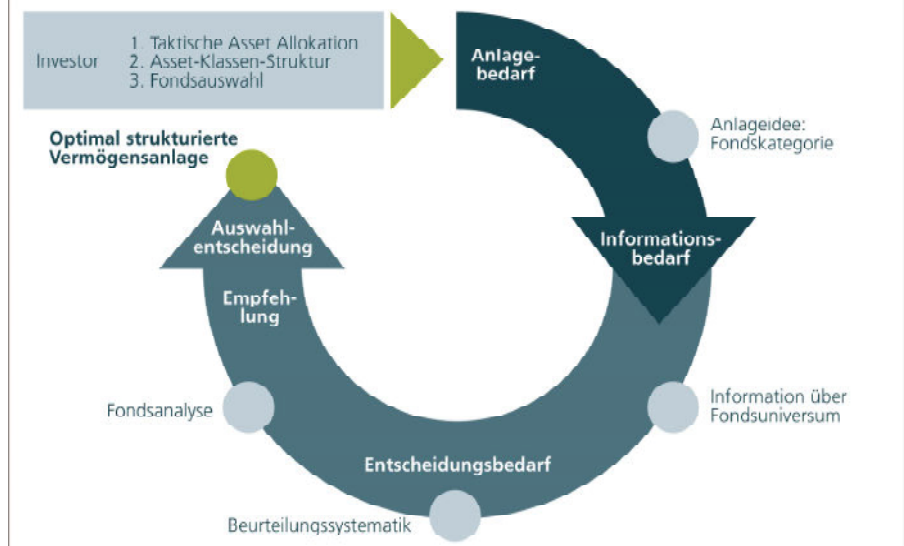 Investor
1. Taktische Asset Allokation
2. Asset-Klassen-Struktur
3. Fondsauswahl
Anlage-
bedarf
Anlageidee:
Fondskategorie
Optimal strukturierte
Vermögensanlage
Auswahl-
entscheidung
Informations-
bedarf
Empfeh-
lung
Fondsanalyse
Information über
Fondsuniversum
Entscheidungsbedarf
Beurteilungssystematik